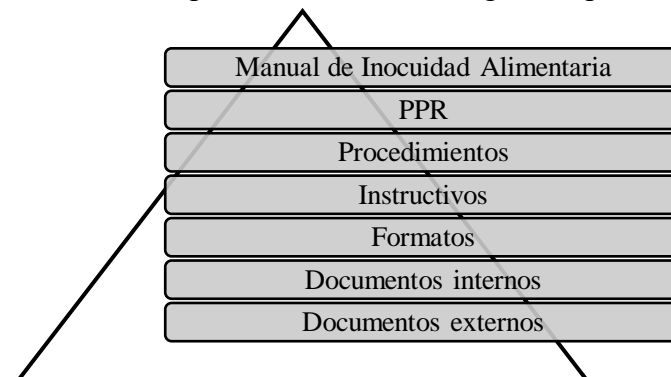 Manual de Inocuidad Alimentaria
PPR
Procedimientos
Instructivos
Formatos
Documentos internos
Documentos externos